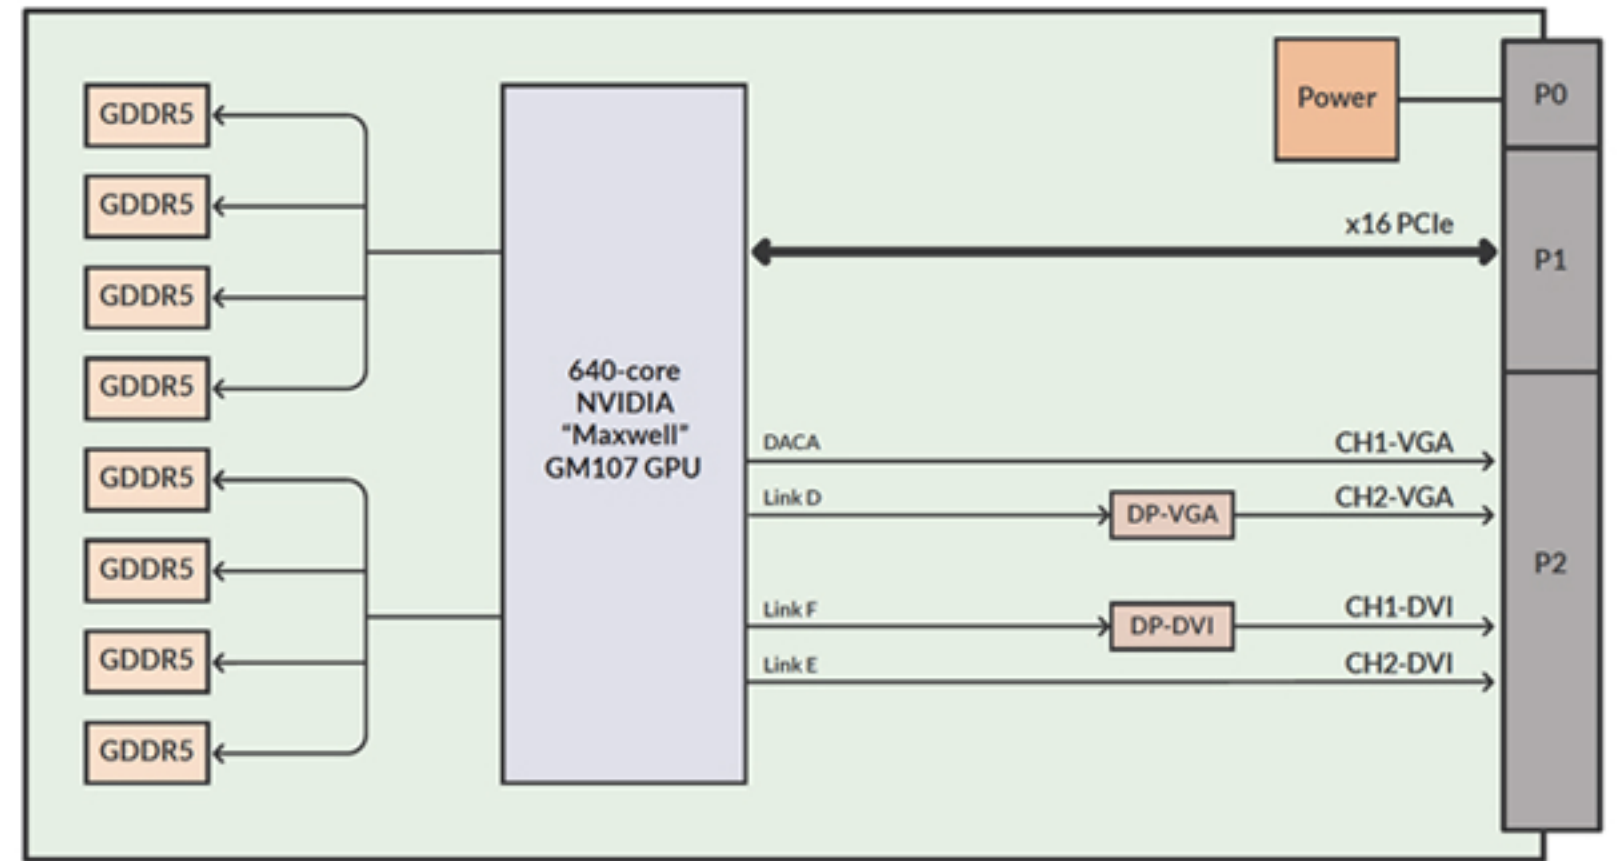 GDDR5
GDDR5
GDDR5
GDDR5
GDDR5
GDDR5
GDDR5
GDDR5
640-core
NVIDIA
“Maxwell”
GM107 GPU
Power
P0
x16 PCIe
P1
DACA
CH1-VGA
Link D
DP-VGA
CH2-VGA
P2
Link F
DP-DVI
CH1-DVI
Link E
CH2-DVI